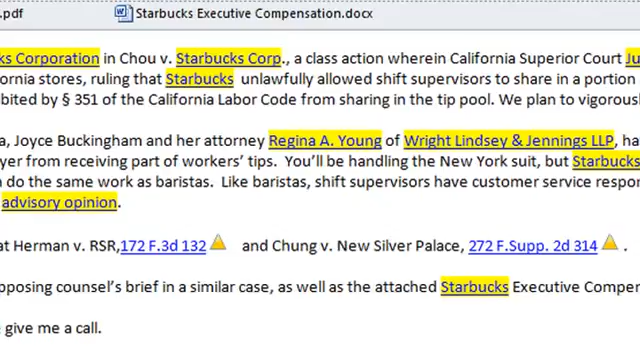 .pdf Starbucks Executive Compensation.docx
ks Corporation in Chou v. Starbucks Corp., a class action wherein California Superior Court Ju
fornia stores, ruling that Starbucks unlawfully allowed shift supervisors to share in a portion
bited by § 351 of the California Labor Code from sharing in the tip pool. We plan to vigorous
a, Joyce Buckingham and her attorney Regina A. Young of Wright Lindsey & Jennings LLP, ha
yer from receiving part of workers’ tips. You’ll be handling the New York suit, but Starbucks
do the same work as baristas. Like baristas, shift supervisors have customer service respon
advisory opinion.
at Herman v. RSR,172 F.3d 132 and Chung v. New Silver Palace, 272 F.Supp. 2d 314 .
pposing counsel’s brief in a similar case, as well as the attached Starbucks Executive Compen
give me a call.